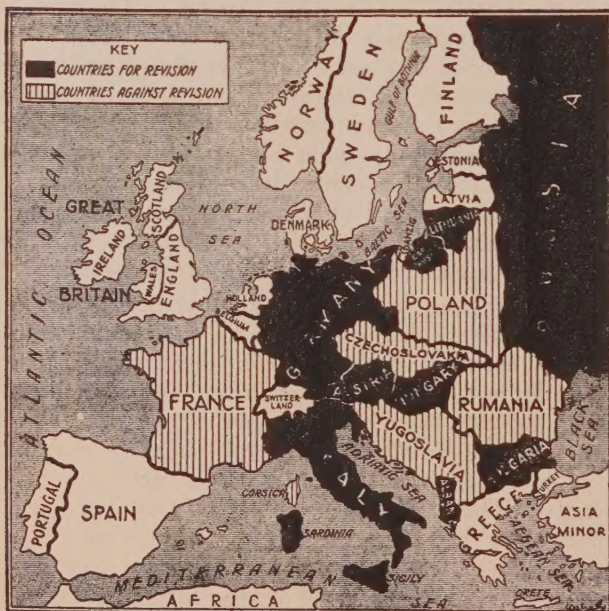 KEY
COUNTRIES FOR REVISION
COUNTRIES AGAINST REVISION
NORWAY
SWEDEN
FINLAND
GULF OF BOTHNIA
RUSSIA
ATLANTIC OCEAN
GREAT
BRITAIN
SCOTLAND
IRELAND
WALES
ENGLAND
NORTH
SEA
DENMARK
BALTIC SEA
ESTONIA
LATVIA
LITHUANIA
DANZIG
HOLLAND
BELGIUM
GERMANY
POLAND
CZECHOSLOVAKIA
FRANCE
SWITZER-
LAND
AUSTRIA
HUNGARY
RUMANIA
YUGOSLAVIA
BULGARIA
BLACK
SEA
ADRIATIC SEA
ITALY
CORSICA
SARDINIA
SICILY
PORTUGAL
SPAIN
GREECE
TURKEY
AEGEAN SEA
ASIA
MINOR
CRETE
MEDITERRANEAN
SEA
AFRICA